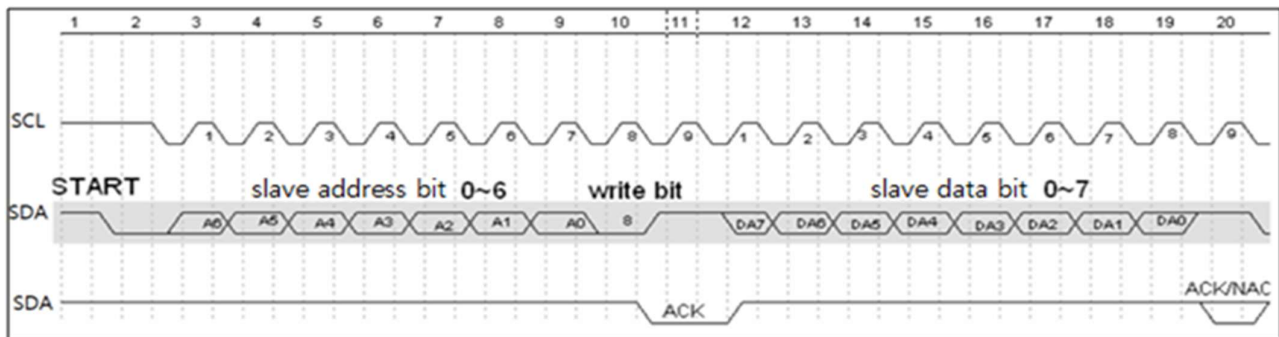 1 2 3 4 5 6 7 8 9 10 11 12 13 14 15 16 17 18 19 20
SCL 1 2 3 4 5 6 7 8 9 1 2 3 4 5 6 7 8 9
START slave address bit 0~6 write bit slave data bit 0~7
SDA A6 A5 A4 A3 A2 A1 A0 8 DA7 DA6 DA5 DA4 DA3 DA2 DA1 DA0
SDA ACK ACK/NAC